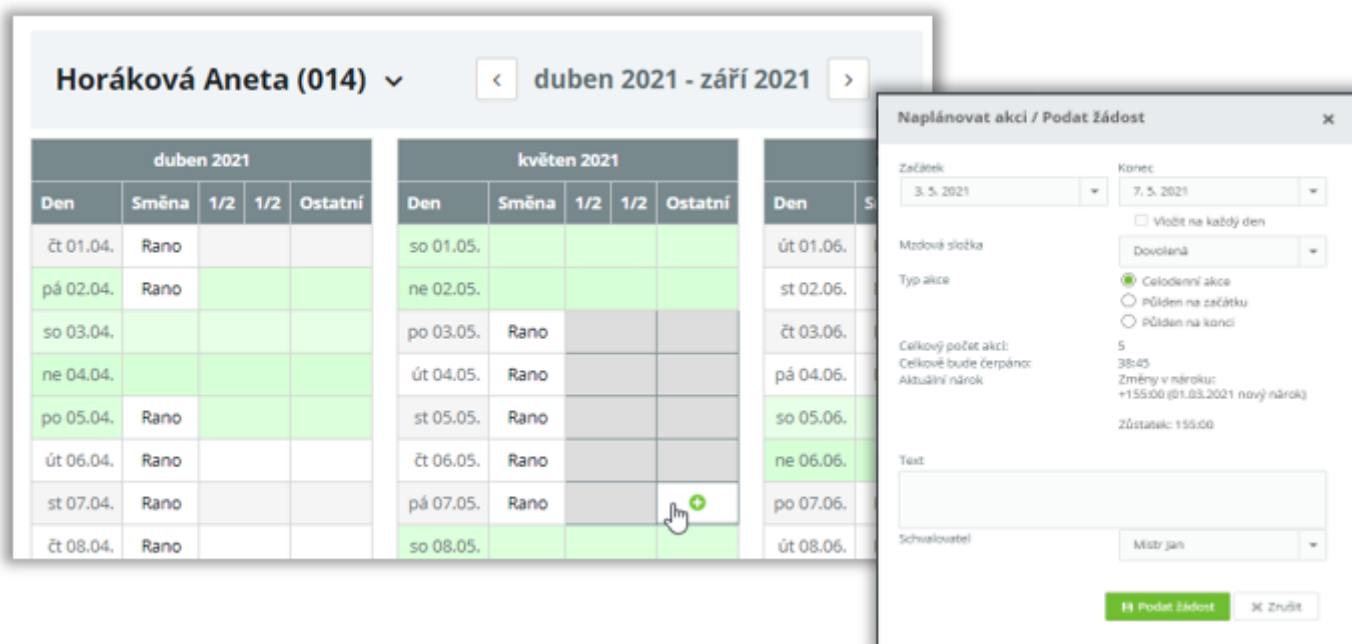 Horáková Aneta (014)
duben 2021 - září 2021
duben 2021
Den Směna 1/2 1/2 Ostatní
čt 01.04. Rano
pá 02.04. Rano
so 03.04.
ne 04.04.
po 05.04. Rano
út 06.04. Rano
st 07.04. Rano
čt 08.04. Rano
květen 2021
Den Směna 1/2 1/2 Ostatní
so 01.05.
ne 02.05.
po 03.05. Rano
út 04.05. Rano
st 05.05. Rano
čt 06.05. Rano
pá 07.05. Rano
so 08.05.
Den
út 01.06.
st 02.06.
čt 03.06.
pá 04.06.
so 05.06.
ne 06.06.
po 07.06.
út 08.06.
Naplánovat akci / Podat žádost
Začátek Konec
3. 5. 2021 7. 5. 2021
Vložit na každý den
Mzdová složka Dovolená
Typ akce Celodenní akce
Půlden na začátku
Půlden na konci
Celkový počet akcí: 5
Celkově bude čerpáno: 38:45
Aktuální nárok Změny v nároku:
+155:00 (01.03.2021 nový nárok)
Zůstatek: 155:00
Text
Schvalovatel Mistr Jan
Podat žádost Zrušit